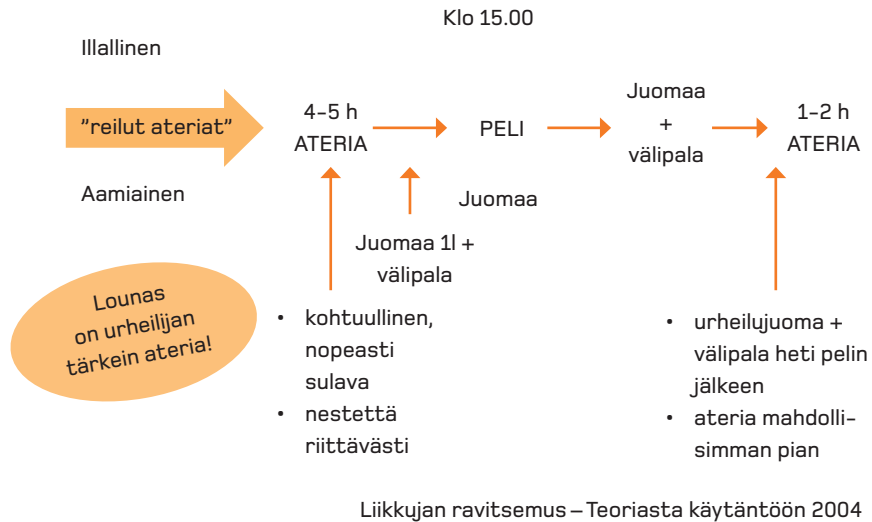 Klo 15.00
Illallinen
"reilut ateriat"
Aamiainen
4-5 h
ATERIA
PELI
Juomaa
+
välipala
1-2 h
ATERIA
Juomaa
Juomaa 1l +
välipala
Lounas
on urheilijan
tärkein ateria!
• kohtuullinen,
nopeasti
sulava
• nestettä
riittävästi
• urheilujuoma +
välipala heti pelin
jälkeen
• ateria mahdolli-
simman pian
Liikkujan ravitsemus – Teoriasta käytäntöön 2004